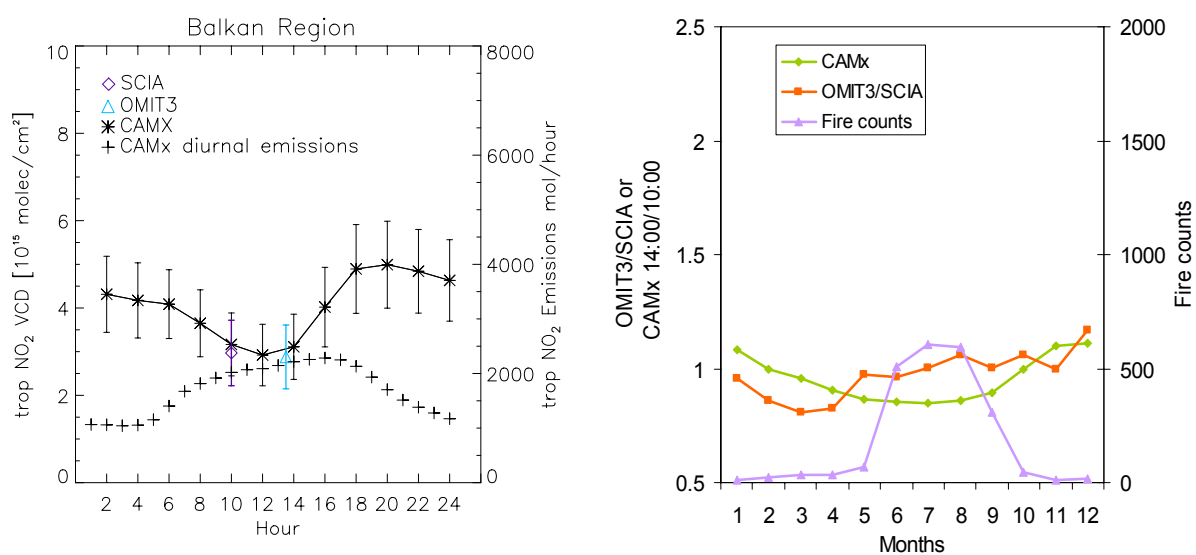 Balkan Region
10
8
6
4
2
0
trop NO₂ VCD [10¹⁵ molec/cm²]
SCIA
OMIT3
CAMX
CAMx diurnal emissions
8000
6000
4000
2000
0
trop NO₂ Emissions mol/hour
2 4 6 8 10 12 14 16 18 20 22 24
Hour
2.5
2
1.5
1
0.5
OMIT3/SCIA or
CAMx 14:00/10:00
CAMx
OMIT3/SCIA
Fire counts
2000
1500
1000
500
0
Fire counts
1 2 3 4 5 6 7 8 9 10 11 12
Months